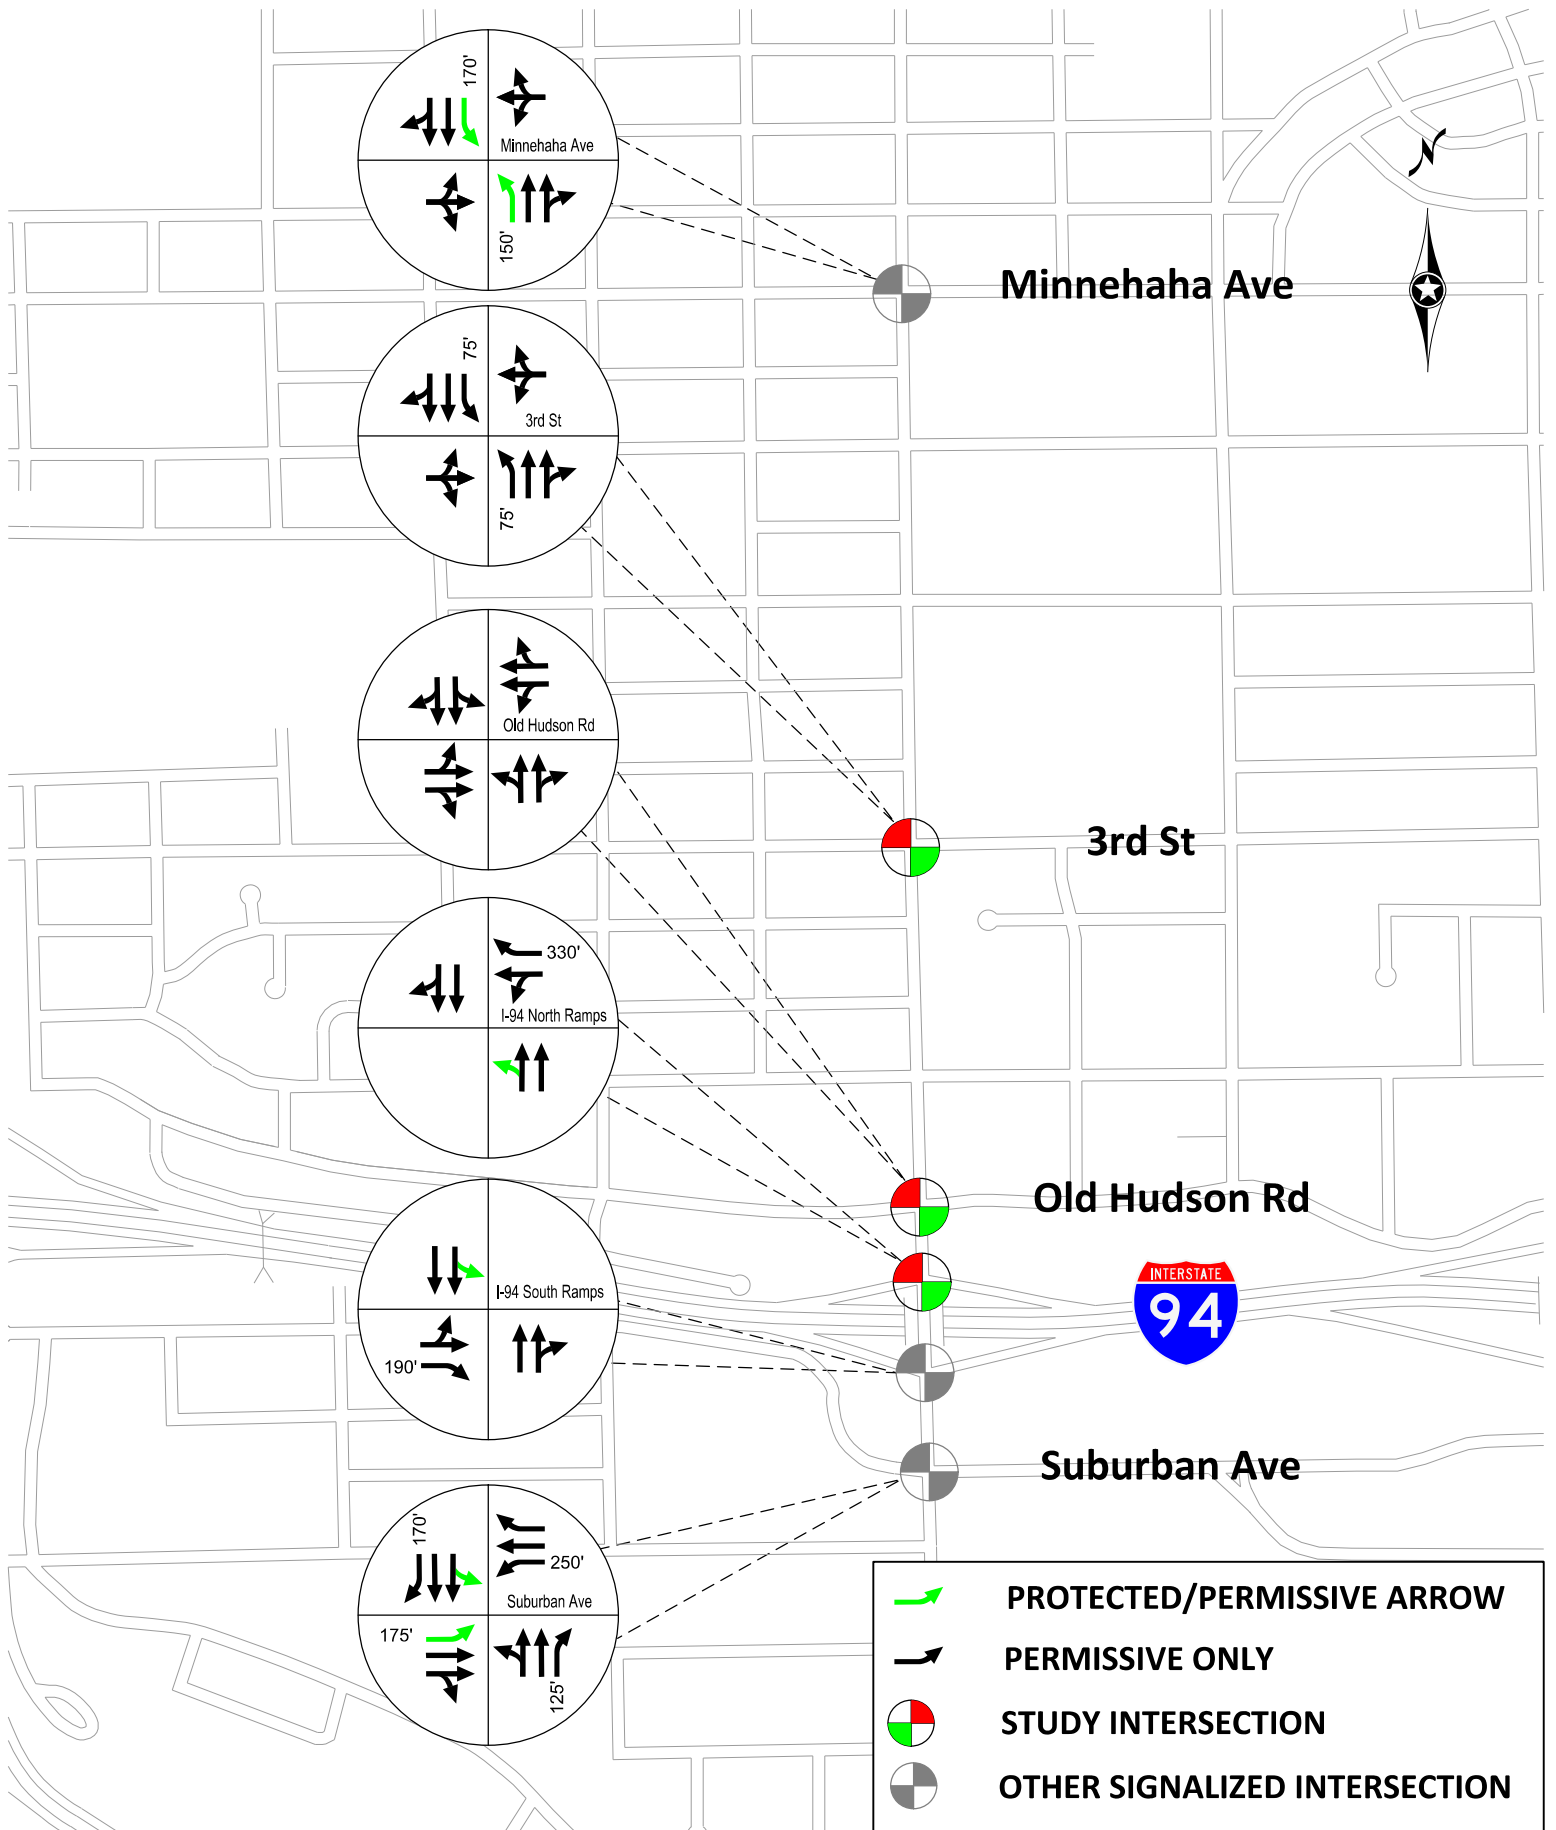 170'
Minnehaha Ave
150'
N
Minnehaha Ave
75'
3rd St
75'
Old Hudson Rd
3rd St
330'
I-94 North Ramps
Old Hudson Rd
I-94 South Ramps
190'
INTERSTATE
94
Suburban Ave
170'
250'
Suburban Ave
175'
125'
PROTECTED/PERMISSIVE ARROW
PERMISSIVE ONLY
STUDY INTERSECTION
OTHER SIGNALIZED INTERSECTION